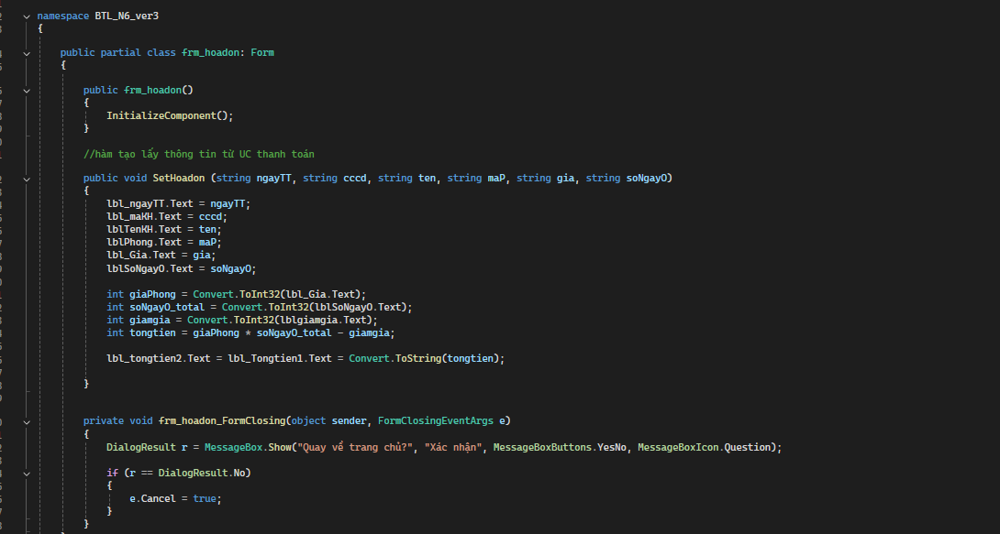 namespace BTL_N6_ver3
{
public partial class frm_hoadon: Form
{
public frm_hoadon()
{
InitializeComponent();
}
//hàm tạo lấy thông tin từ UC thanh toán
public void SetHoadon (string ngayTT, string cccd, string ten, string maP, string gia, string soNgayO)
{
lbl_ngayTT.Text = ngayTT;
lbl_maKH.Text = cccd;
lblTenKH.Text = ten;
lblPhong.Text = maP;
lbl_Gia.Text = gia;
lblSoNgayO.Text = soNgayO;
int giaPhong = Convert.ToInt32(lbl_Gia.Text);
int soNgayO_total = Convert.ToInt32(lblSoNgayO.Text);
int giamgia = Convert.ToInt32(lblgiamgia.Text);
int tongtien = giaPhong * soNgayO_total - giamgia;
lbl_tongtien2.Text = lbl_Tongtien1.Text = Convert.ToString(tongtien);
}
private void frm_hoadon_FormClosing(object sender, FormClosingEventArgs e)
{
DialogResult r = MessageBox.Show("Quay về trang chủ?", "Xác nhận", MessageBoxButtons.YesNo, MessageBoxIcon.Question);
if (r == DialogResult.No)
{
e.Cancel = true;
}
}